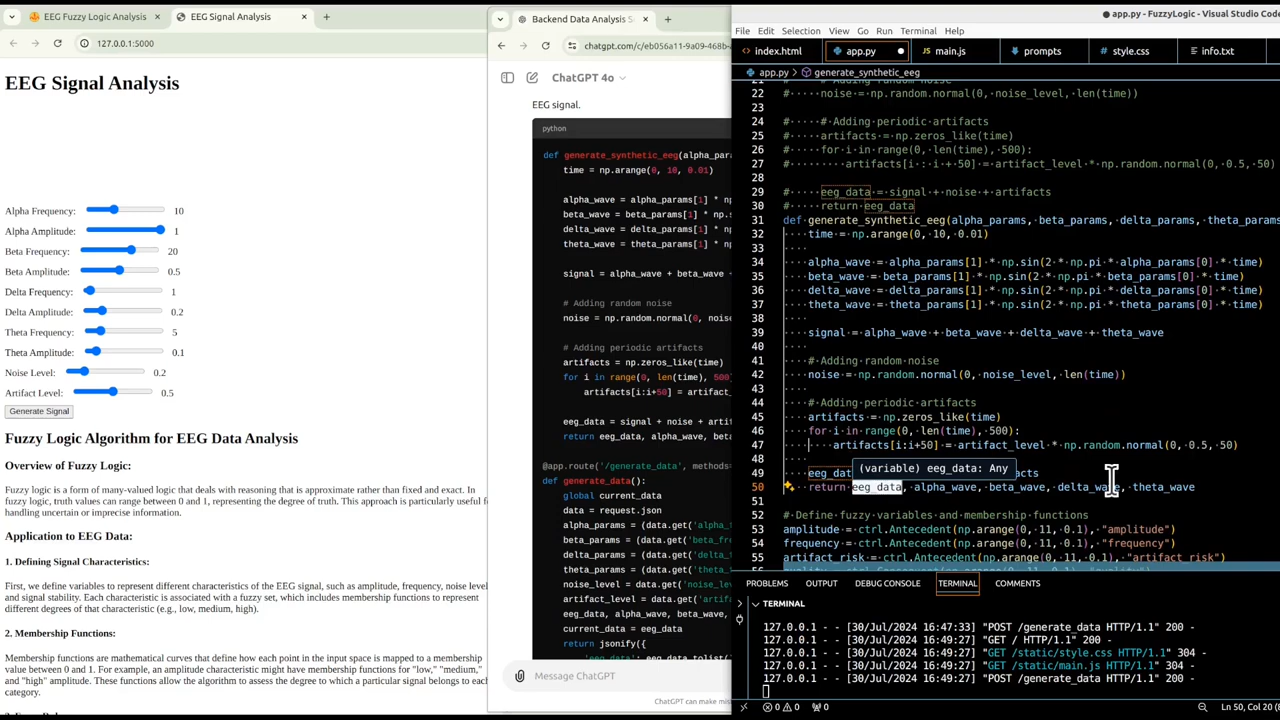 EEG Fuzzy Logic Analysis
EEG Signal Analysis
127.0.0.1:5000
EEG Signal Analysis
Alpha Frequency: 10
Alpha Amplitude: 1
Beta Frequency: 20
Beta Amplitude: 0.5
Delta Frequency: 1
Delta Amplitude: 0.2
Theta Frequency: 5
Theta Amplitude: 0.1
Noise Level: 0.2
Artifact Level: 0.5
Generate Signal
Fuzzy Logic Algorithm for EEG Data Analysis
Overview of Fuzzy Logic:
Fuzzy logic is a form of many-valued logic that deals with reasoning that is approximate rather than fixed and exact. In
fuzzy logic, truth values can range between 0 and 1, representing the degree of truth. This approach is useful for
handling uncertain or imprecise information.
Application to EEG Data:
1. Defining Signal Characteristics:
First, we define variables to represent different characteristics of the EEG signal, such as amplitude, frequency, noise level
and signal stability. Each characteristic is associated with a fuzzy set, which includes membership functions to represent
different degrees of that characteristic (e.g., low, medium, high).
2. Membership Functions:
Membership functions are mathematical curves that define how each point in the input space is mapped to a membership
value between 0 and 1. For example, an amplitude characteristic might have membership functions for "low," "medium,"
and "high" amplitude. These functions allow the algorithm to assess the degree to which a particular signal belongs to each
category.
Backend Data Analysis S
chatgpt.com/c/eb056a11-9a09-468b-
ChatGPT 4o
EEG signal.
python
def generate_synthetic_eeg(alpha_para
time = np.arange(0, 10, 0.01)
alpha_wave = alpha_params[1] * np
beta_wave = beta_params[1] * np.s
delta_wave = delta_params[1] * np
theta_wave = theta_params[1] * np
signal = alpha_wave + beta_wave +
# Adding random noise
noise = np.random.normal(0, noise
# Adding periodic artifacts
artifacts = np.zeros_like(time)
for i in range(0, len(time), 500)
artifacts[i:i+50] = artifact_
eeg_data = signal + noise + artif
return eeg_data, alpha_wave, beta
@app.route('/generate_data', methods=
def generate_data():
global current_data
data = request.json
alpha_params = (data.get('alpha_f
beta_params = (data.get('beta_fre
delta_params = (data.get('delta_f
theta_params = (data.get('theta_f
noise_level = data.get('noise_lev
artifact_level = data.get('artifa
eeg_data, alpha_wave, beta_wave,
current_data = eeg_data
return jsonify({
'eeg_data': eeg_data.tolist()
Message ChatGPT
ChatGPT can make mis
app.py - FuzzyLogic - Visual Studio Code
File Edit Selection View Go Run Terminal Help
index.html app.py main.js prompts style.css info.txt
app.py > generate_synthetic_eeg
21 # # Adding random noise
22 # noise = np.random.normal(0, noise_level, len(time))
23
24 # # Adding periodic artifacts
25 # artifacts = np.zeros_like(time)
26 # for i in range(0, len(time), 500):
27 # artifacts[i : i + 50] = artifact_level * np.random.normal(0, 0.5, 50)
28
29 # eeg_data = signal + noise + artifacts
30 # return eeg_data
31 def generate_synthetic_eeg(alpha_params, beta_params, delta_params, theta_params
32 time = np.arange(0, 10, 0.01)
33
34 alpha_wave = alpha_params[1] * np.sin(2 * np.pi * alpha_params[0] * time)
35 beta_wave = beta_params[1] * np.sin(2 * np.pi * beta_params[0] * time)
36 delta_wave = delta_params[1] * np.sin(2 * np.pi * delta_params[0] * time)
37 theta_wave = theta_params[1] * np.sin(2 * np.pi * theta_params[0] * time)
38
39 signal = alpha_wave + beta_wave + delta_wave + theta_wave
40
41 # Adding random noise
42 noise = np.random.normal(0, noise_level, len(time))
43
44 # Adding periodic artifacts
45 artifacts = np.zeros_like(time)
46 for i in range(0, len(time), 500):
47 artifacts[i:i+50] = artifact_level * np.random.normal(0, 0.5, 50)
48
(variable) eeg_data: Any
49 eeg_dat acts
50 return eeg_data, alpha_wave, beta_wave, delta_wave, theta_wave
51
52 # Define fuzzy variables and membership functions
53 amplitude = ctrl.Antecedent(np.arange(0, 11, 0.1), "amplitude")
54 frequency = ctrl.Antecedent(np.arange(0, 11, 0.1), "frequency")
55 artifact_risk = ctrl.Antecedent(np.arange(0, 11, 0.1), "artifact_risk")
PROBLEMS OUTPUT DEBUG CONSOLE TERMINAL COMMENTS
TERMINAL
127.0.0.1 - - [30/Jul/2024 16:47:33] "POST /generate_data HTTP/1.1" 200 -
127.0.0.1 - - [30/Jul/2024 16:49:27] "GET / HTTP/1.1" 200 -
127.0.0.1 - - [30/Jul/2024 16:49:27] "GET /static/style.css HTTP/1.1" 304 -
127.0.0.1 - - [30/Jul/2024 16:49:27] "GET /static/main.js HTTP/1.1" 304 -
127.0.0.1 - - [30/Jul/2024 16:49:27] "POST /generate_data HTTP/1.1" 200 -
0 0 0 Ln 50, Col 20 (8